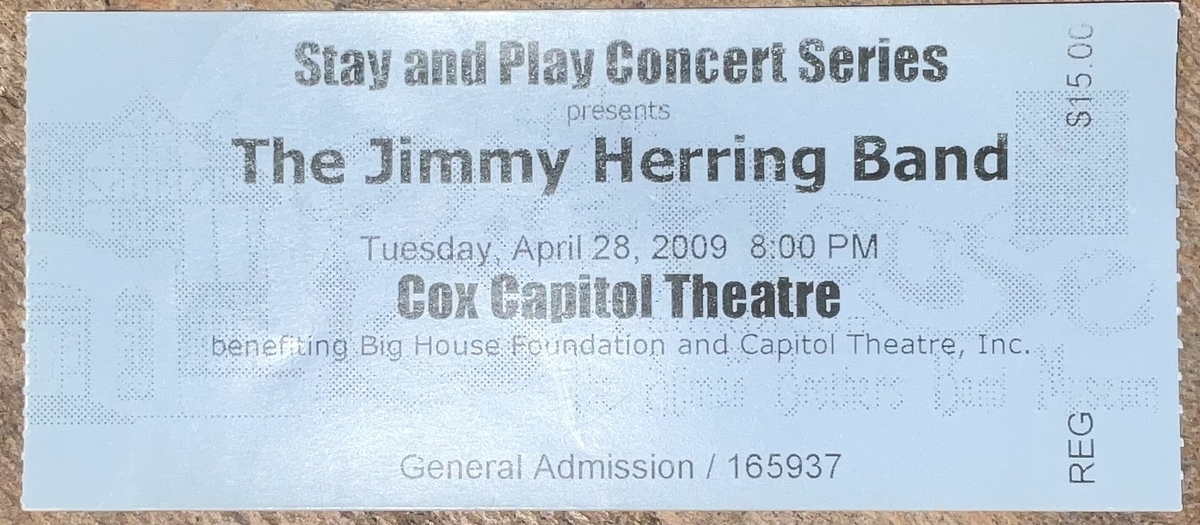 Stay and Play Concert Series
presents
The Jimmy Herring Band
Tuesday, April 28, 2009 8:00 PM
Cox Capitol Theatre
benefiting Big House Foundation and Capitol Theatre, Inc.
General Admission / 165937
$15.00
REG